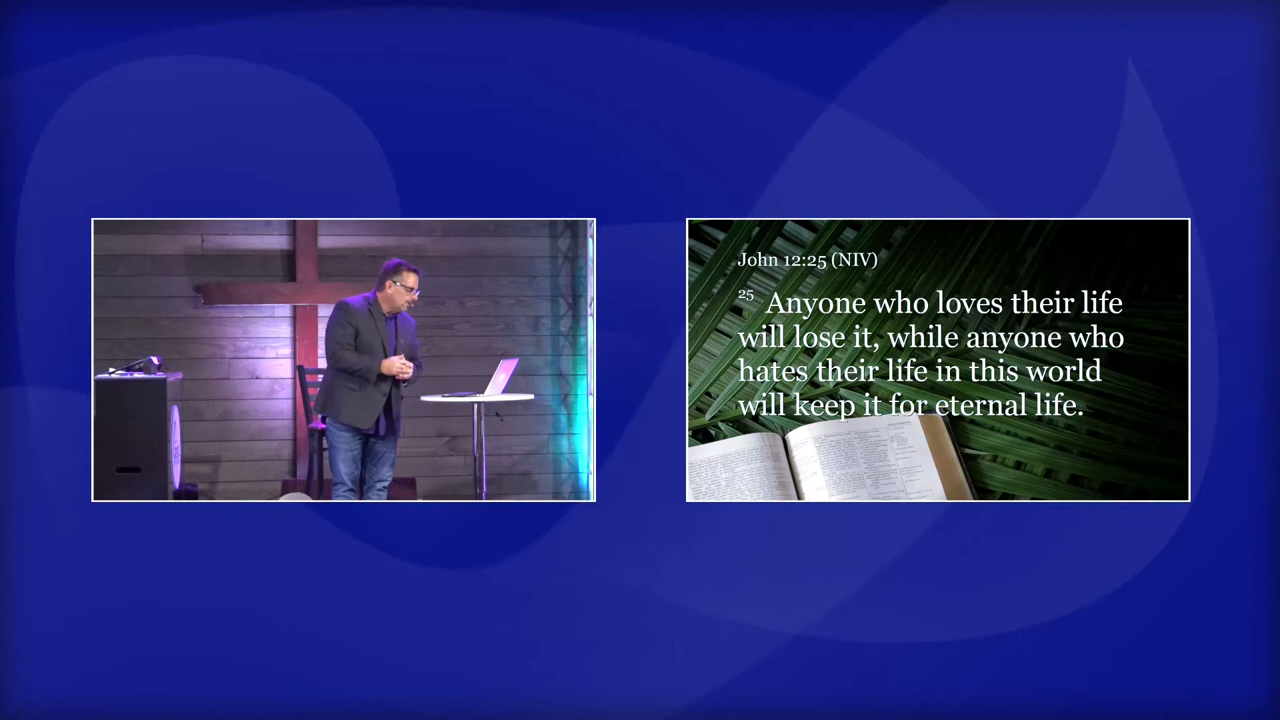 John 12:25 (NIV)
25 Anyone who loves their life
will lose it, while anyone who
hates their life in this world
will keep it for eternal life.